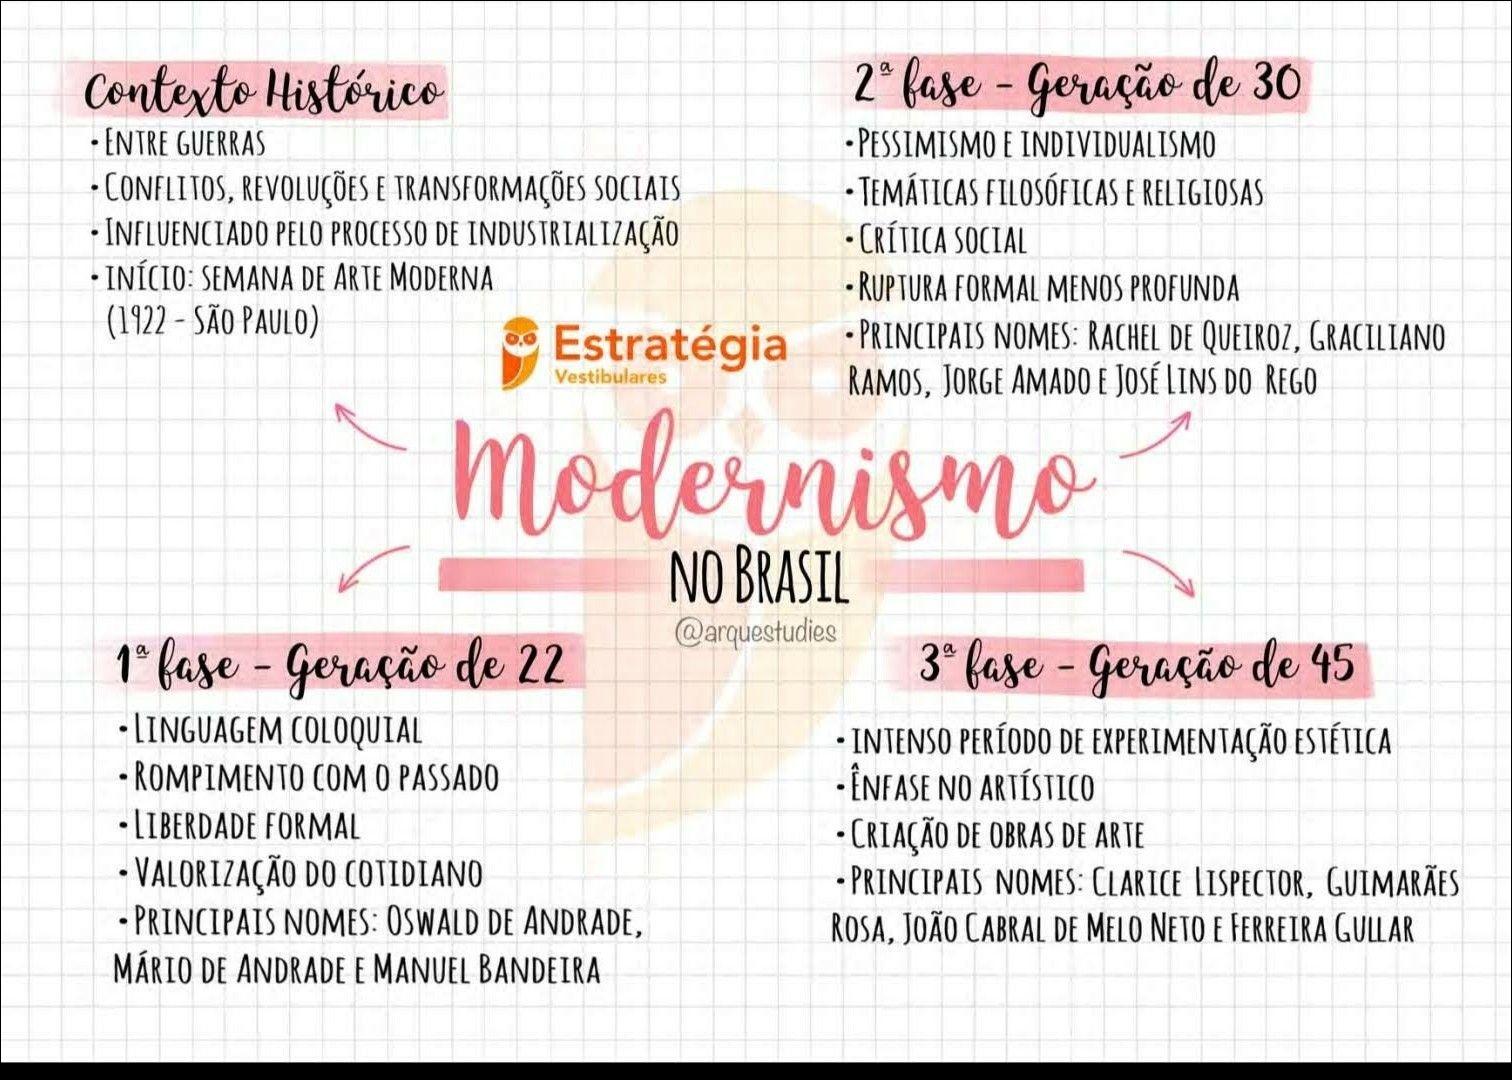 Contexto Histórico
• ENTRE GUERRAS
• CONFLITOS, REVOLUÇÕES E TRANSFORMAÇÕES SOCIAIS
• INFLUENCIADO PELO PROCESSO DE INDUSTRIALIZAÇÃO
• INÍCIO: SEMANA DE ARTE MODERNA
(1922 - SÃO PAULO)
2ª fase - Geração de 30
• PESSIMISMO E INDIVIDUALISMO
• TEMÁTICAS FILOSÓFICAS E RELIGIOSAS
• CRÍTICA SOCIAL
• RUPTURA FORMAL MENOS PROFUNDA
• PRINCIPAIS NOMES: RACHEL DE QUEIROZ, GRACILIANO
RAMOS, JORGE AMADO E JOSÉ LINS DO REGO
Estratégia
Vestibulares
Modernismo
NO BRASIL
@arquestudies
1ª fase - Geração de 22
• LINGUAGEM COLOQUIAL
• ROMPIMENTO COM O PASSADO
• LIBERDADE FORMAL
• VALORIZAÇÃO DO COTIDIANO
• PRINCIPAIS NOMES: OSWALD DE ANDRADE,
MÁRIO DE ANDRADE E MANUEL BANDEIRA
3ª fase - Geração de 45
• INTENSO PERÍODO DE EXPERIMENTAÇÃO ESTÉTICA
• ÊNFASE NO ARTÍSTICO
• CRIAÇÃO DE OBRAS DE ARTE
• PRINCIPAIS NOMES: CLARICE LISPECTOR, GUIMARÃES
ROSA, JOÃO CABRAL DE MELO NETO E FERREIRA GULLAR